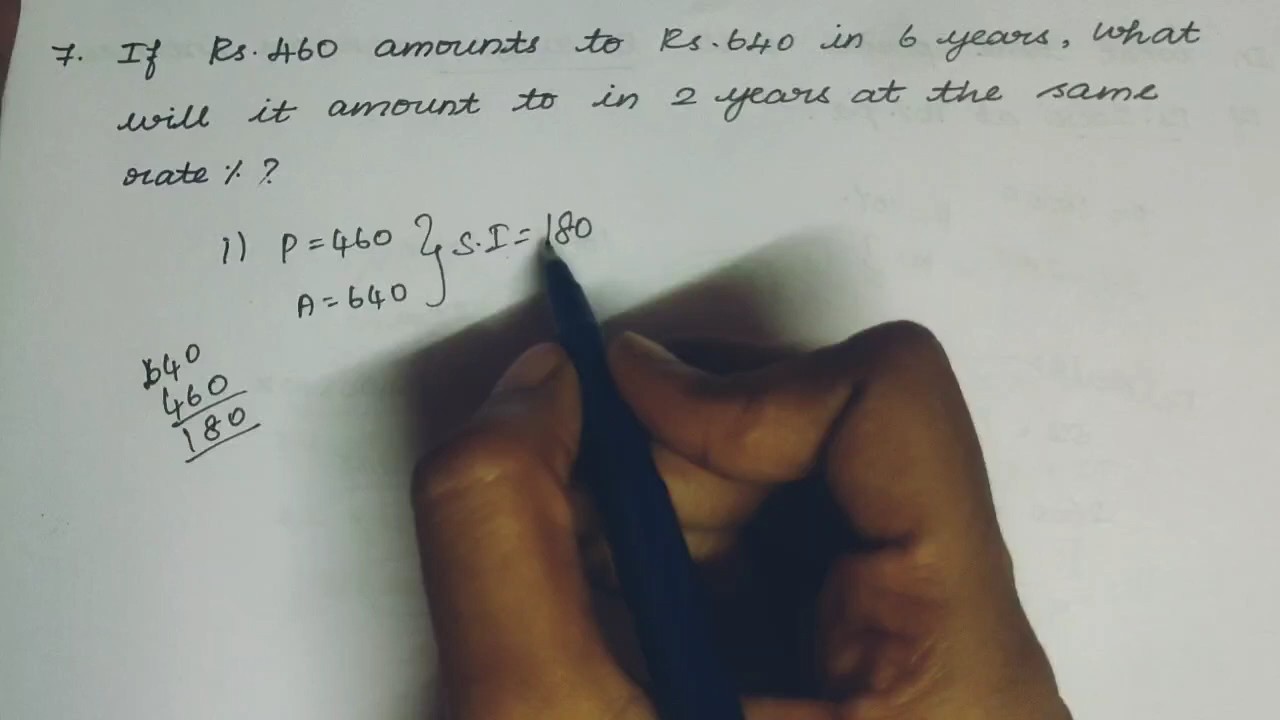 7. If Rs.460 amounts to Rs.640 in 6 years, what
will it amount to in 2 years at the same
rate % ?
i) P = 460 } S.I = 180
A = 640
640
460
180